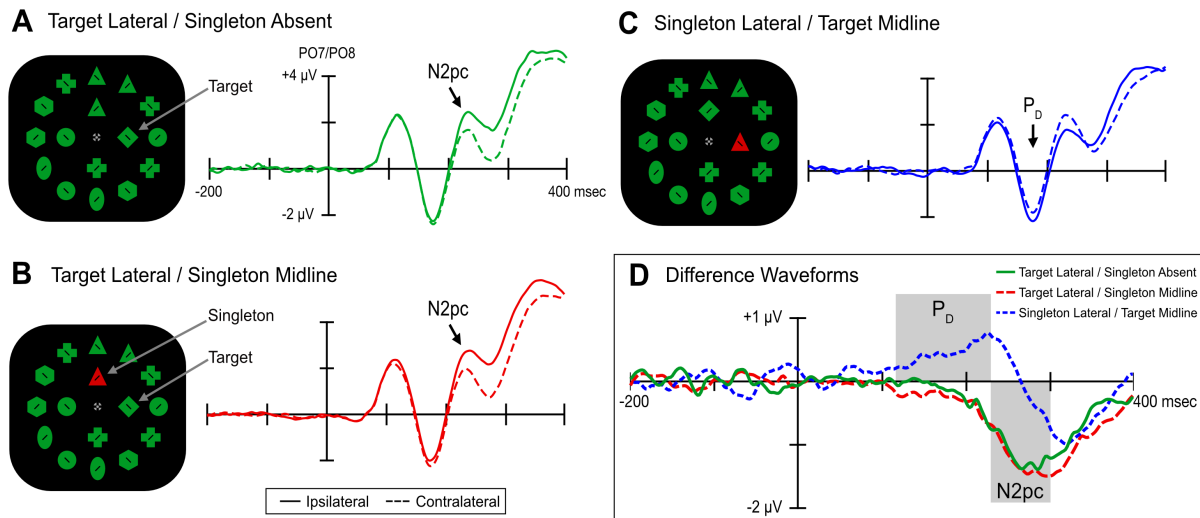 A Target Lateral / Singleton Absent
PO7/PO8
+4 µV
N2pc
Target
-200
400 msec
-2 µV
B Target Lateral / Singleton Midline
Singleton
Target
N2pc
Ipsilateral Contralateral
C Singleton Lateral / Target Midline
P_D
D Difference Waveforms
Target Lateral / Singleton Absent
Target Lateral / Singleton Midline
Singleton Lateral / Target Midline
+1 µV
P_D
-200
400 msec
N2pc
-2 µV